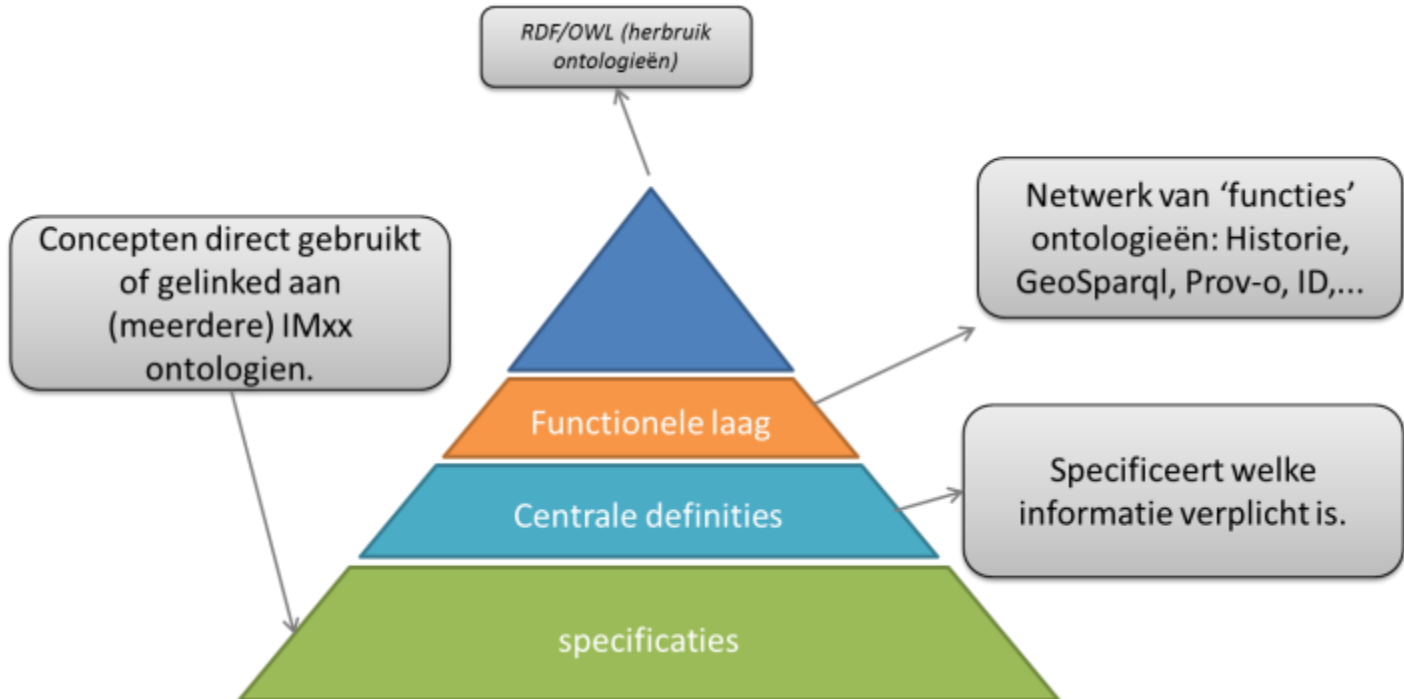 RDF/OWL (herbruik
ontologieën)
Concepten direct gebruikt
of gelinked aan
(meerdere) IMxx
ontologien.
Netwerk van ‘functies’
ontologieën: Historie,
GeoSparql, Prov-o, ID,...
Functionele laag
Centrale definities
Specificeert welke
informatie verplicht is.
specificaties